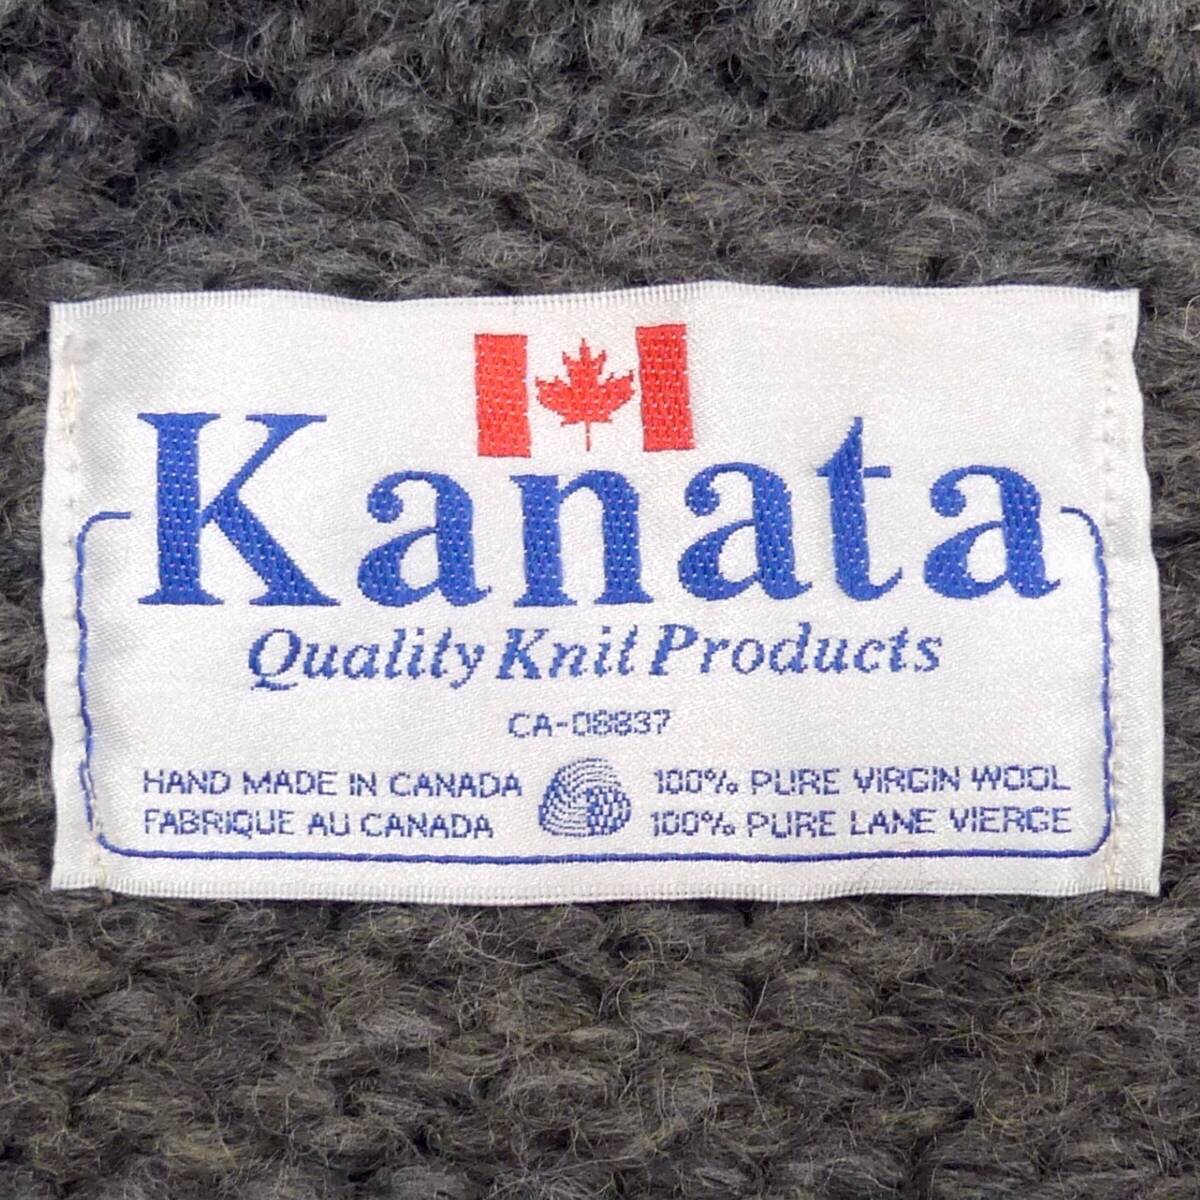 Kanata
Quality Knit Products
CA-08837
HAND MADE IN CANADA
FABRIQUE AU CANADA
100% PURE VIRGIN WOOL
100% PURE LANE VIERGE